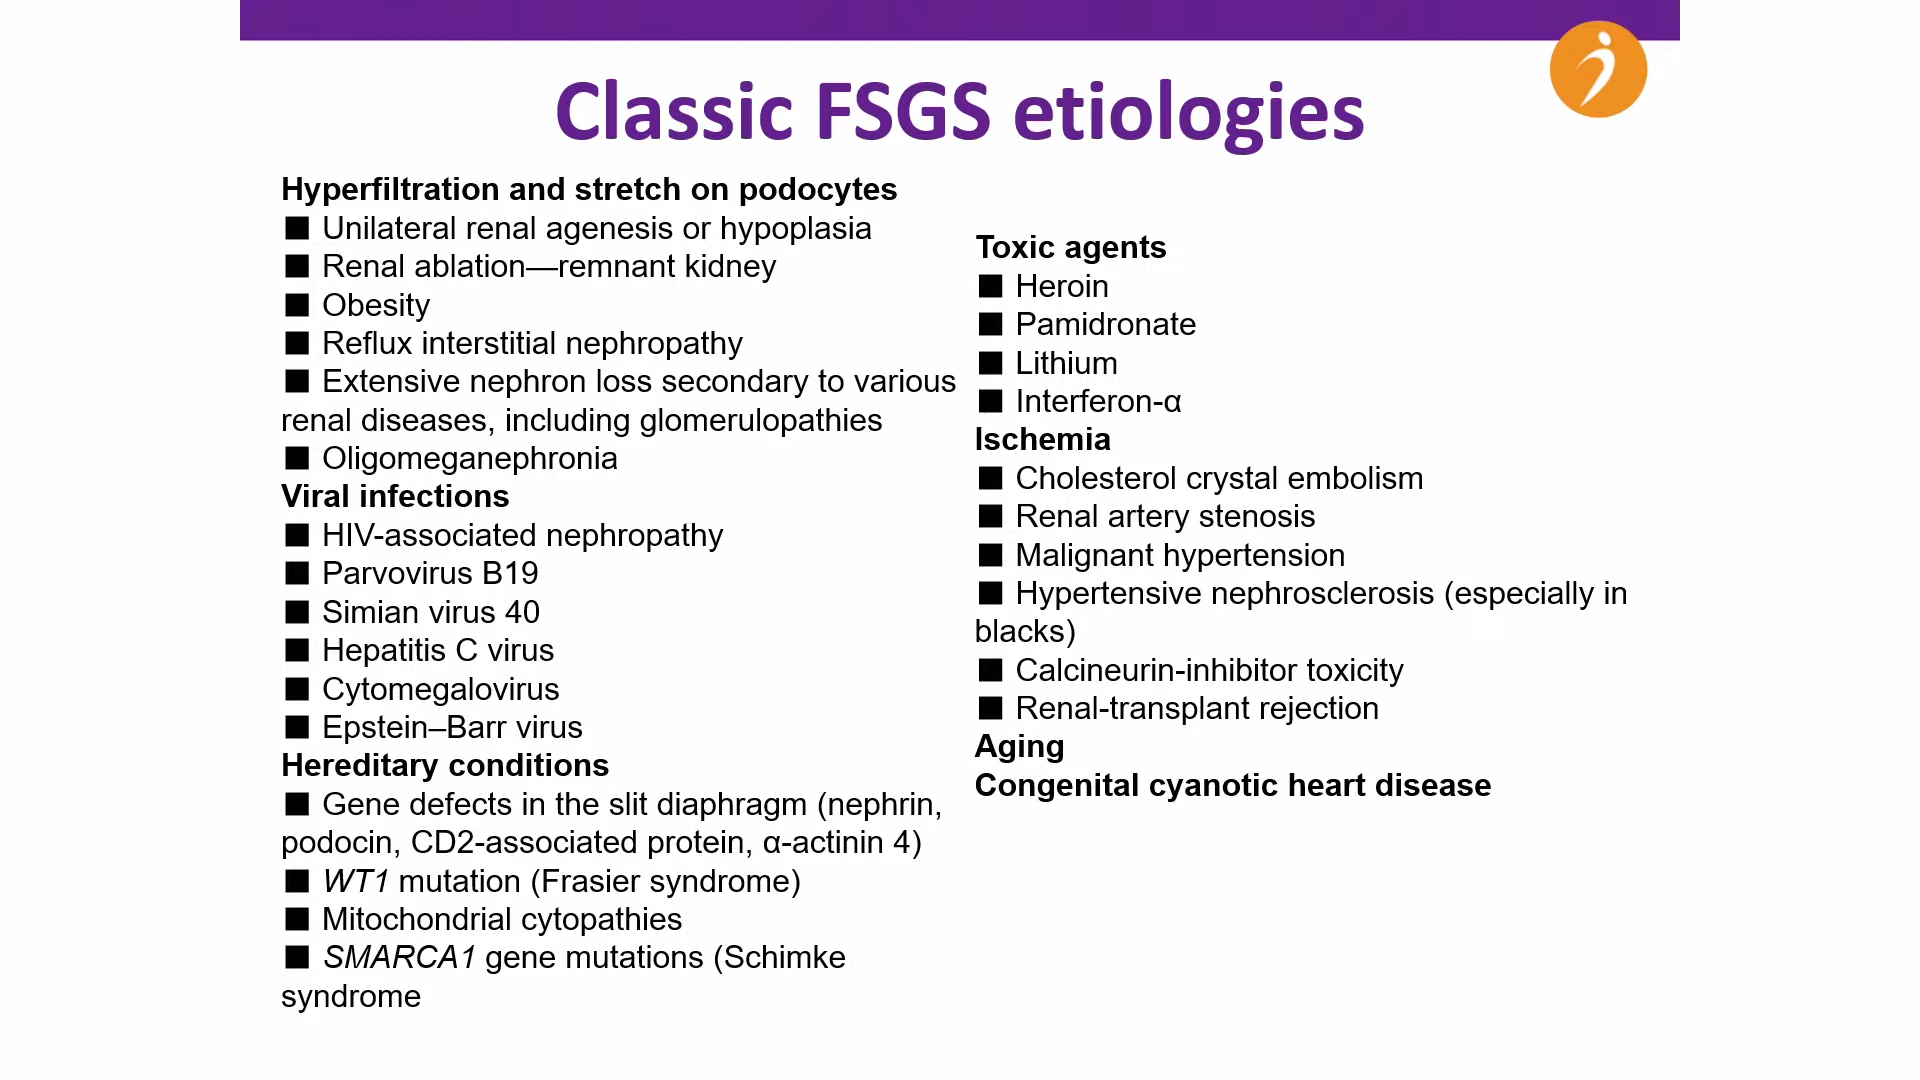 Classic FSGS etiologies
Hyperfiltration and stretch on podocytes
■ Unilateral renal agenesis or hypoplasia
■ Renal ablation—remnant kidney
■ Obesity
■ Reflux interstitial nephropathy
■ Extensive nephron loss secondary to various
renal diseases, including glomerulopathies
■ Oligomeganephronia
Viral infections
■ HIV-associated nephropathy
■ Parvovirus B19
■ Simian virus 40
■ Hepatitis C virus
■ Cytomegalovirus
■ Epstein–Barr virus
Hereditary conditions
■ Gene defects in the slit diaphragm (nephrin,
podocin, CD2-associated protein, α-actinin 4)
■ WT1 mutation (Frasier syndrome)
■ Mitochondrial cytopathies
■ SMARCA1 gene mutations (Schimke
syndrome
Toxic agents
■ Heroin
■ Pamidronate
■ Lithium
■ Interferon-α
Ischemia
■ Cholesterol crystal embolism
■ Renal artery stenosis
■ Malignant hypertension
■ Hypertensive nephrosclerosis (especially in
blacks)
■ Calcineurin-inhibitor toxicity
■ Renal-transplant rejection
Aging
Congenital cyanotic heart disease